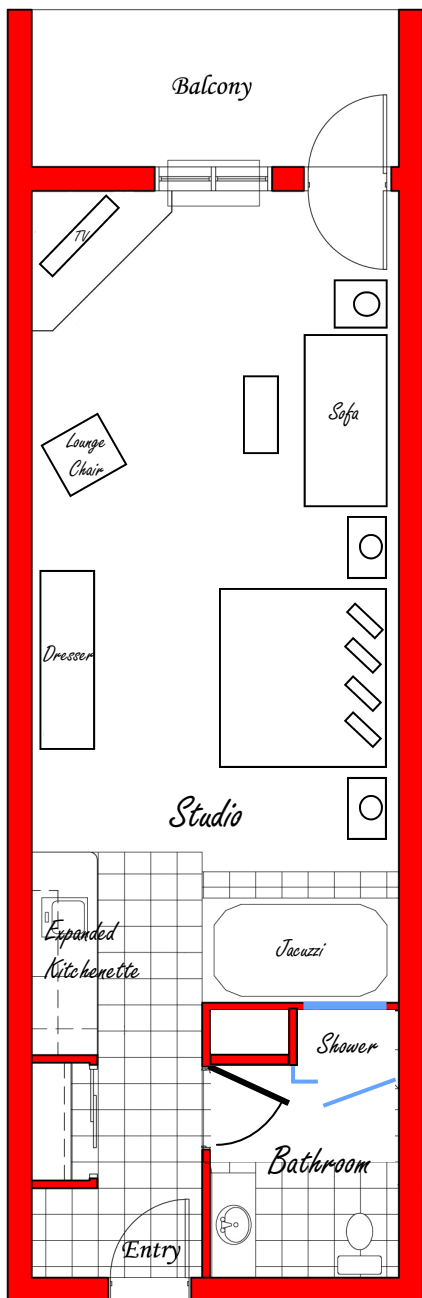 Balcony
TV
Sofa
Lounge
Chair
Dresser
Studio
Expanded
Kitchenette
Jacuzzi
Shower
Bathroom
Entry